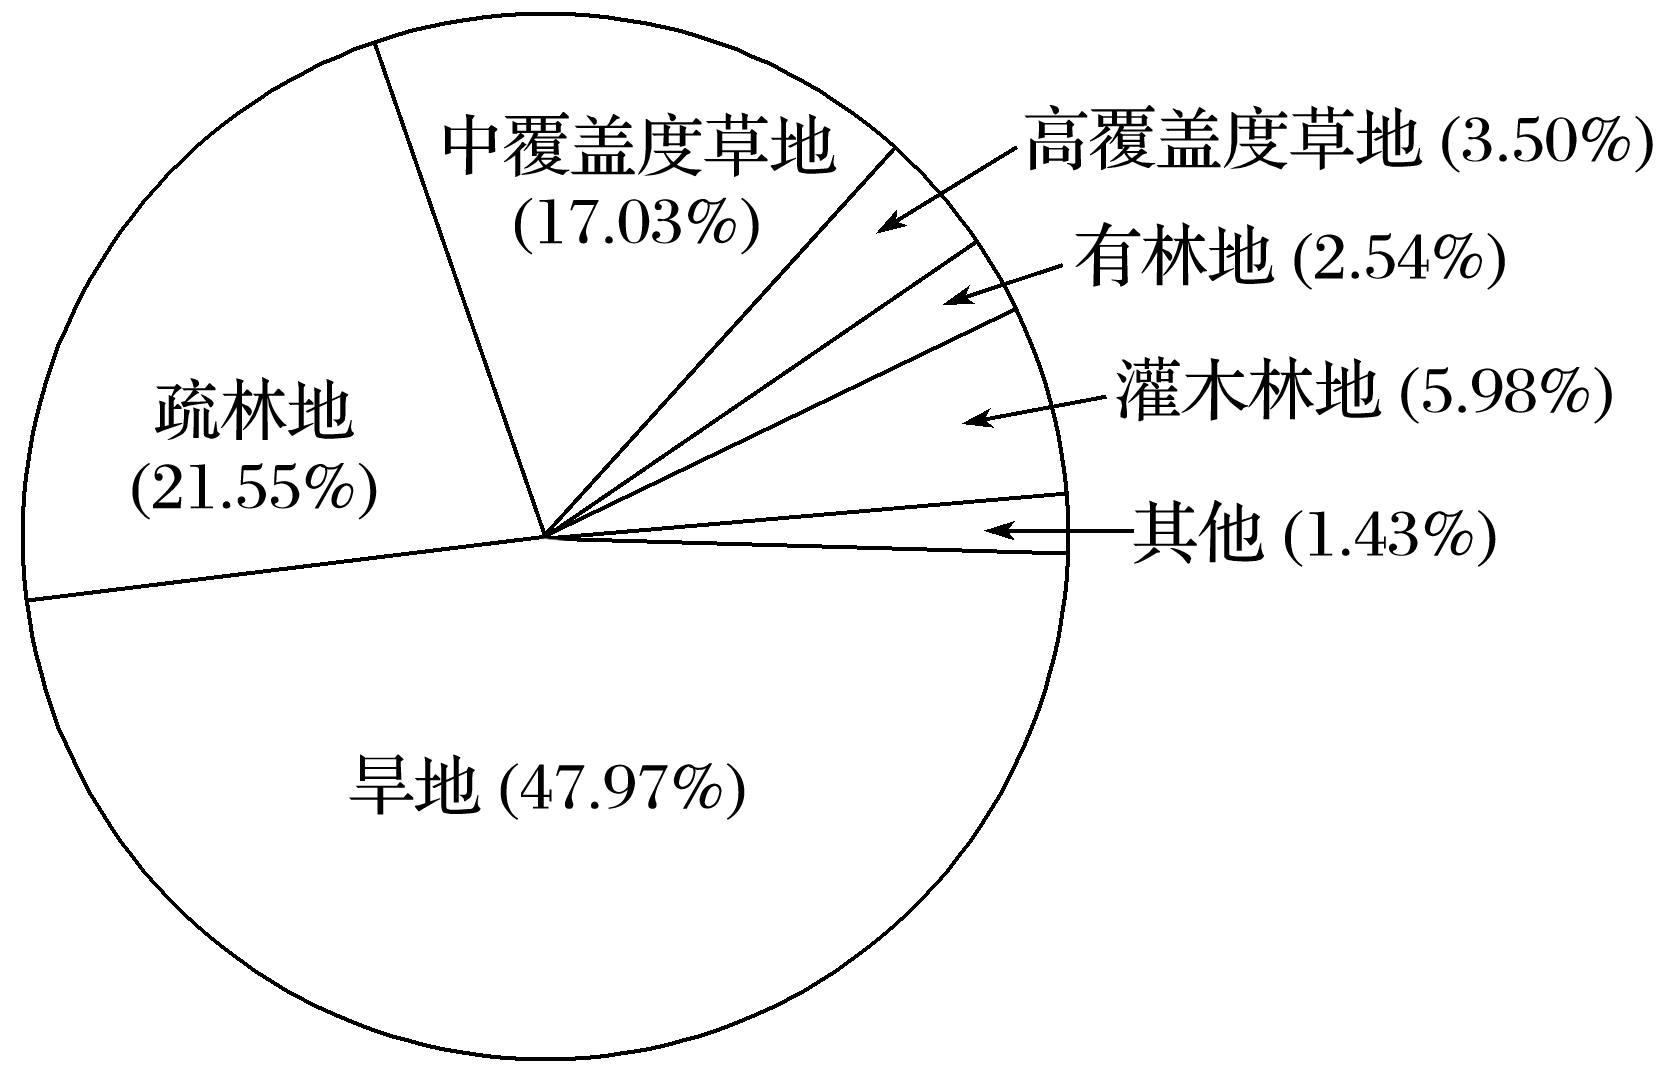 中覆盖度草地
(17.03%)
高覆盖度草地 (3.50%)
有林地 (2.54%)
灌木林地 (5.98%)
疏林地
(21.55%)
其他 (1.43%)
旱地 (47.97%)